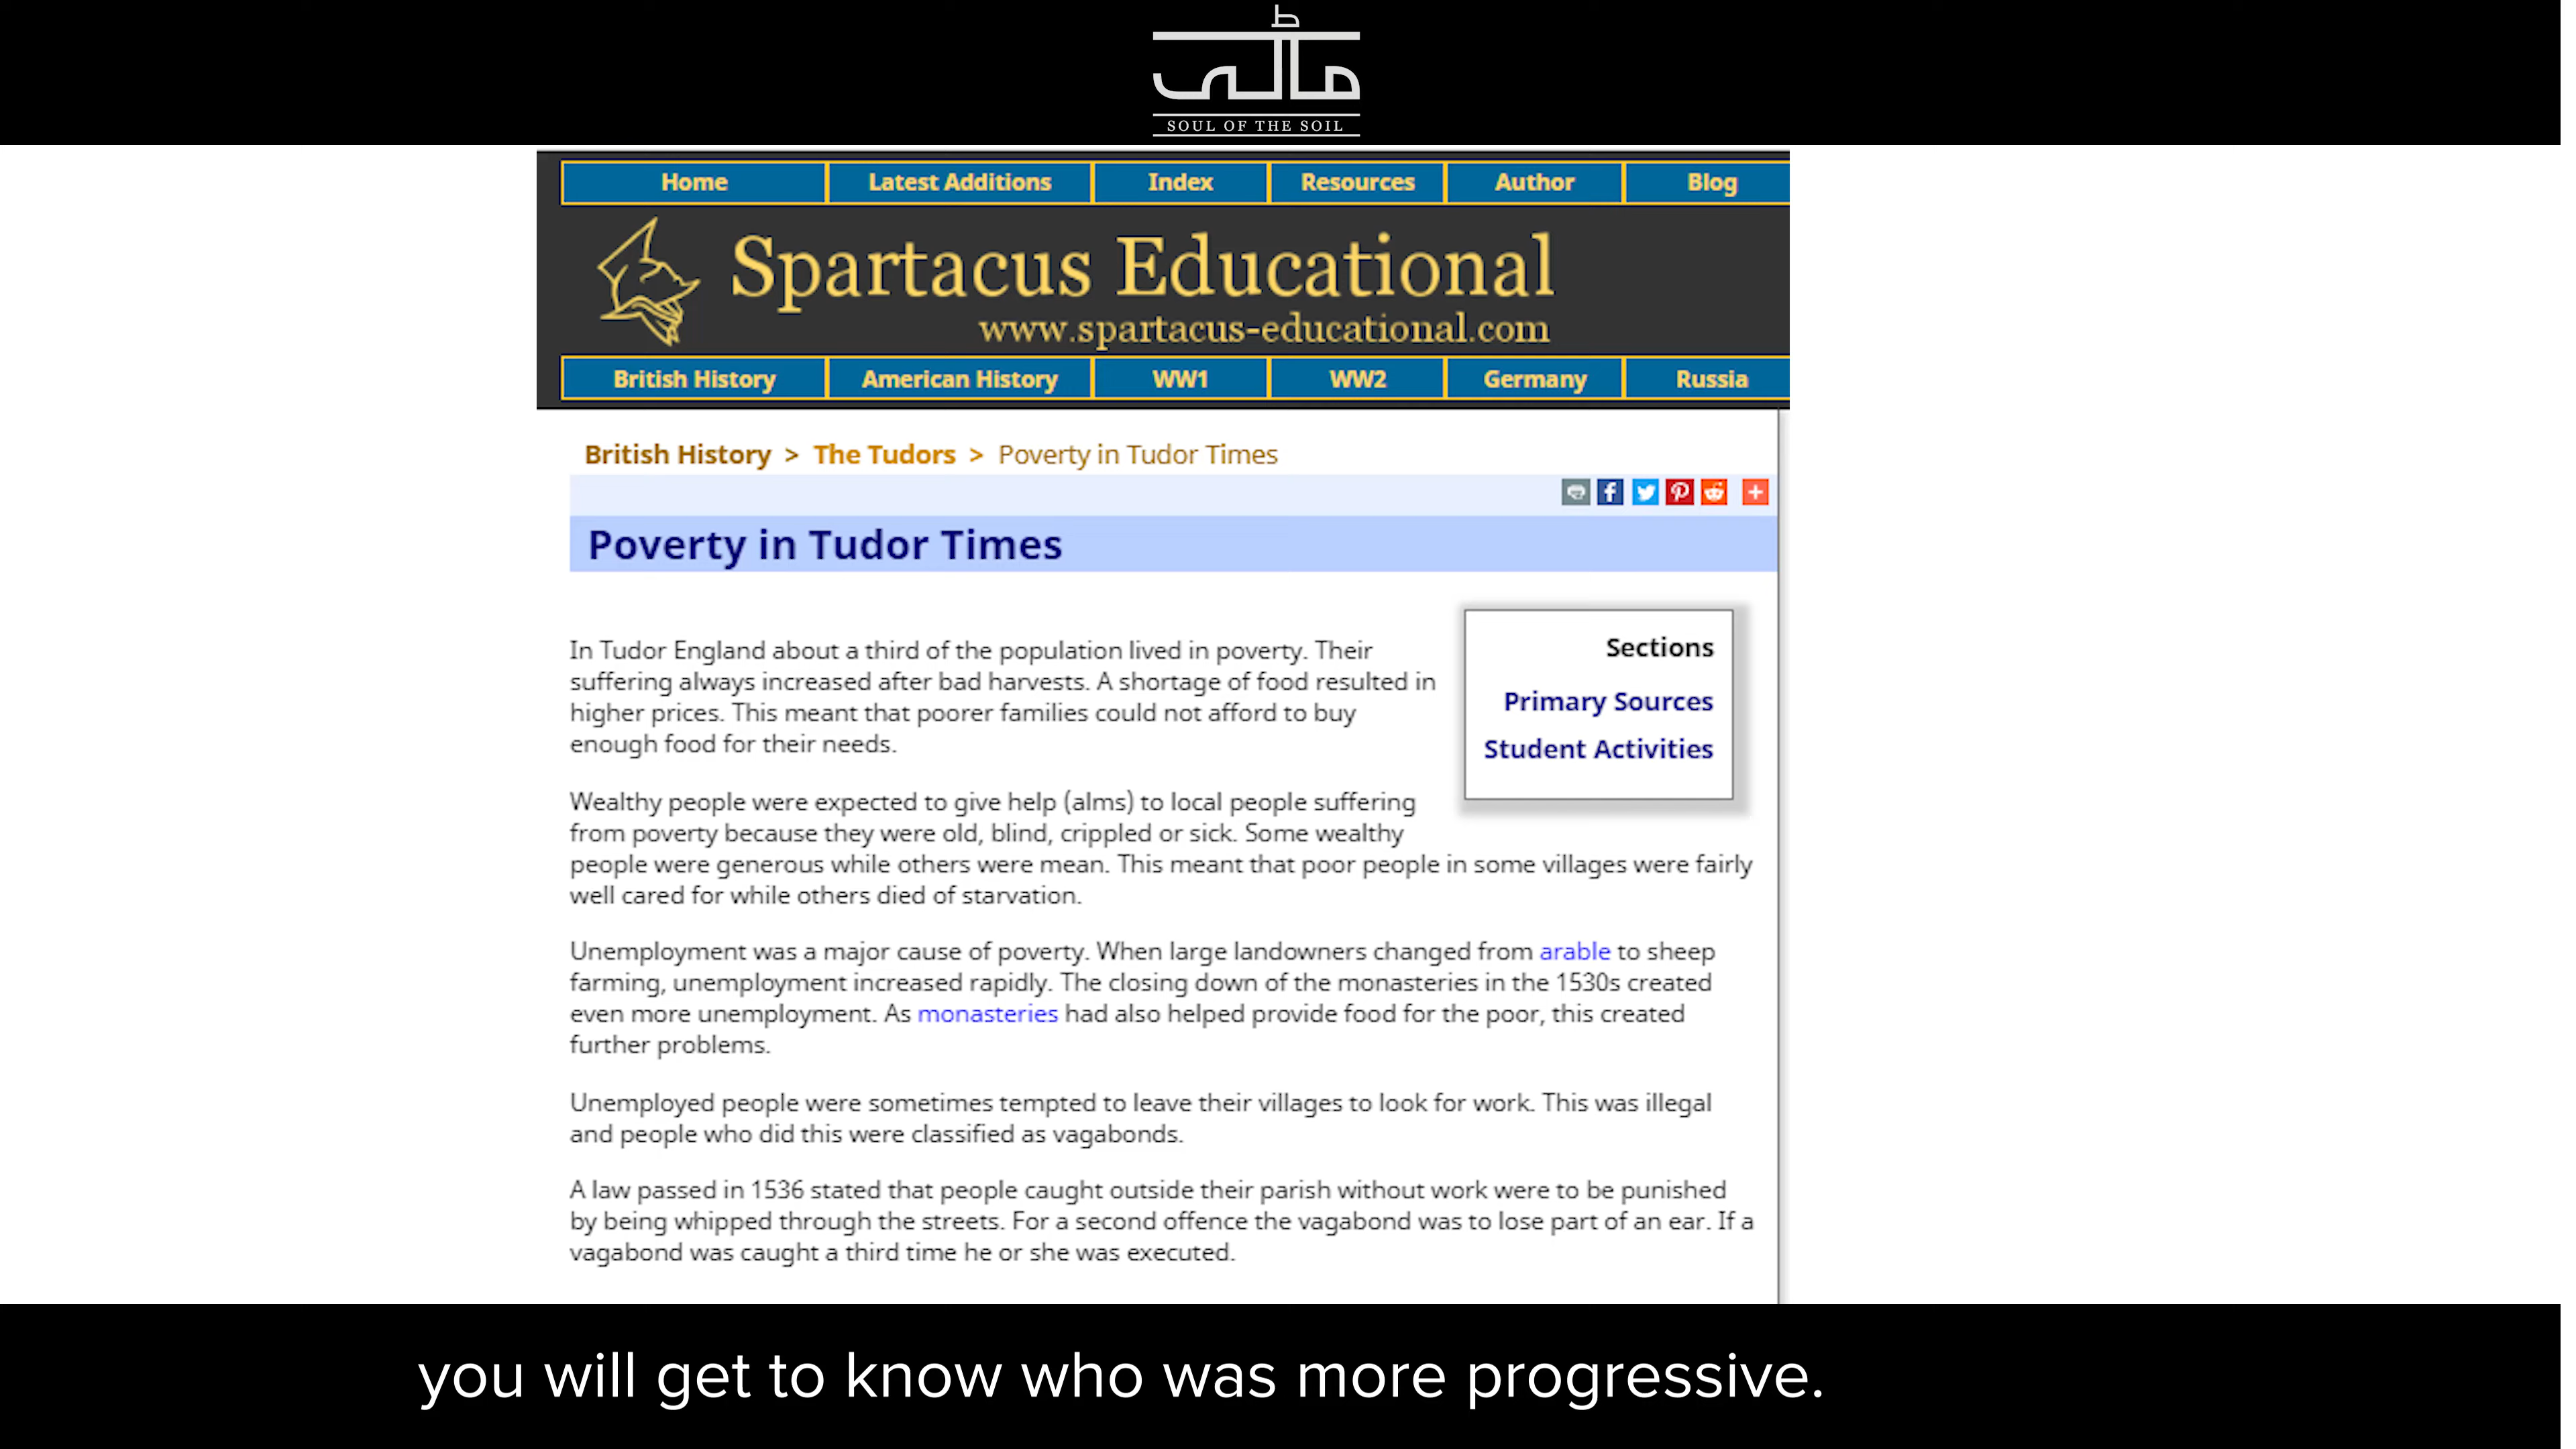 ماٹی
SOUL OF THE SOIL
Home Latest Additions Index Resources Author Blog
Spartacus Educational
www.spartacus-educational.com
British History American History WW1 WW2 Germany Russia
British History > The Tudors > Poverty in Tudor Times
Poverty in Tudor Times
Sections
Primary Sources
Student Activities
In Tudor England about a third of the population lived in poverty. Their
suffering always increased after bad harvests. A shortage of food resulted in
higher prices. This meant that poorer families could not afford to buy
enough food for their needs.
Wealthy people were expected to give help (alms) to local people suffering
from poverty because they were old, blind, crippled or sick. Some wealthy
people were generous while others were mean. This meant that poor people in some villages were fairly
well cared for while others died of starvation.
Unemployment was a major cause of poverty. When large landowners changed from arable to sheep
farming, unemployment increased rapidly. The closing down of the monasteries in the 1530s created
even more unemployment. As monasteries had also helped provide food for the poor, this created
further problems.
Unemployed people were sometimes tempted to leave their villages to look for work. This was illegal
and people who did this were classified as vagabonds.
A law passed in 1536 stated that people caught outside their parish without work were to be punished
by being whipped through the streets. For a second offence the vagabond was to lose part of an ear. If a
vagabond was caught a third time he or she was executed.
you will get to know who was more progressive.